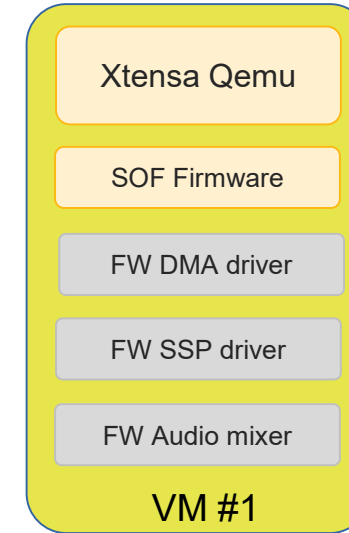 Xtensa Qemu
SOF Firmware
FW DMA driver
FW SSP driver
FW Audio mixer
VM #1